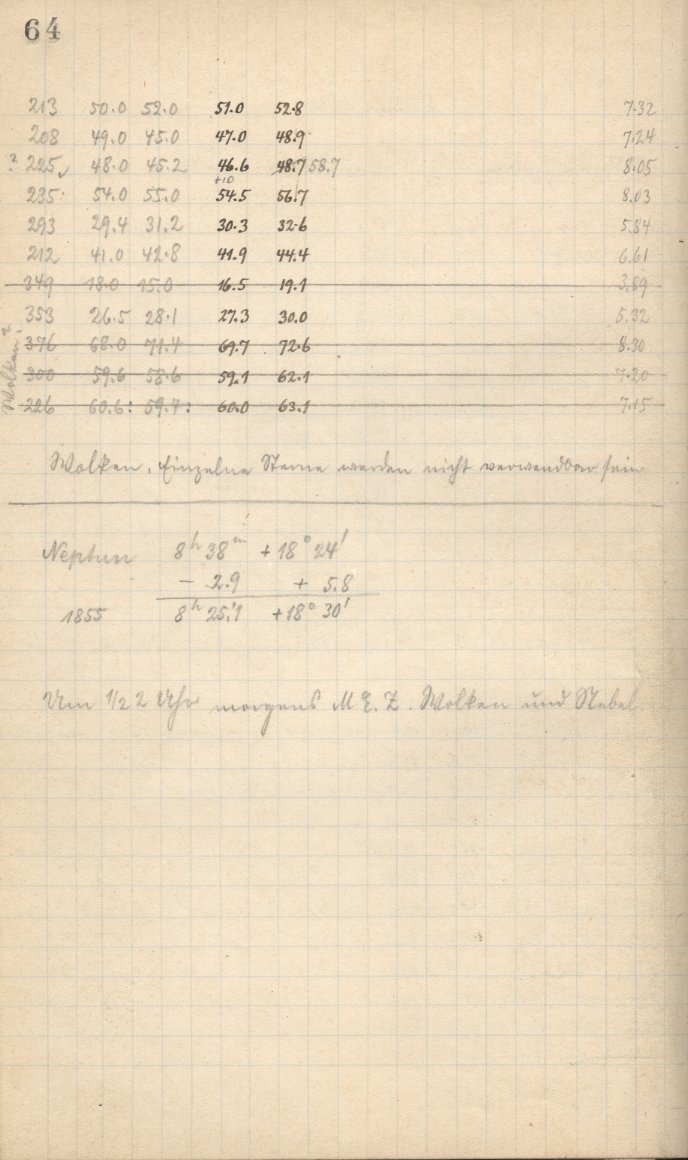 64
213 50.0 52.0 51.0 52.8 7.32
208 49.0 45.0 47.0 48.9 7.24
? 225 48.0 45.2 46.6 48.7 58.7 8.05
+10
235 54.0 55.0 54.5 56.7 8.03
293 29.4 31.2 30.3 32.6 5.84
212 41.0 42.8 41.9 44.4 6.61
349 18.0 15.0 16.5 19.1 3.89
353 26.5 28.1 27.3 30.0 5.32
376 68.0 71.4 69.7 72.6 8.30
300 59.6 58.6 59.1 62.1 7.20
226 60.6: 59.4: 60.0 63.1 7.15
Wolken?
Wolken. Einzelne Sterne werden nicht verwendbar sein
Neptun 8h 38m +18° 24'
– 2.9 + 5.8
1855 8h 25.'1 +18° 30'
Um 1/2 2 Uhr morgens M.E.Z. Wolken und Nebel.